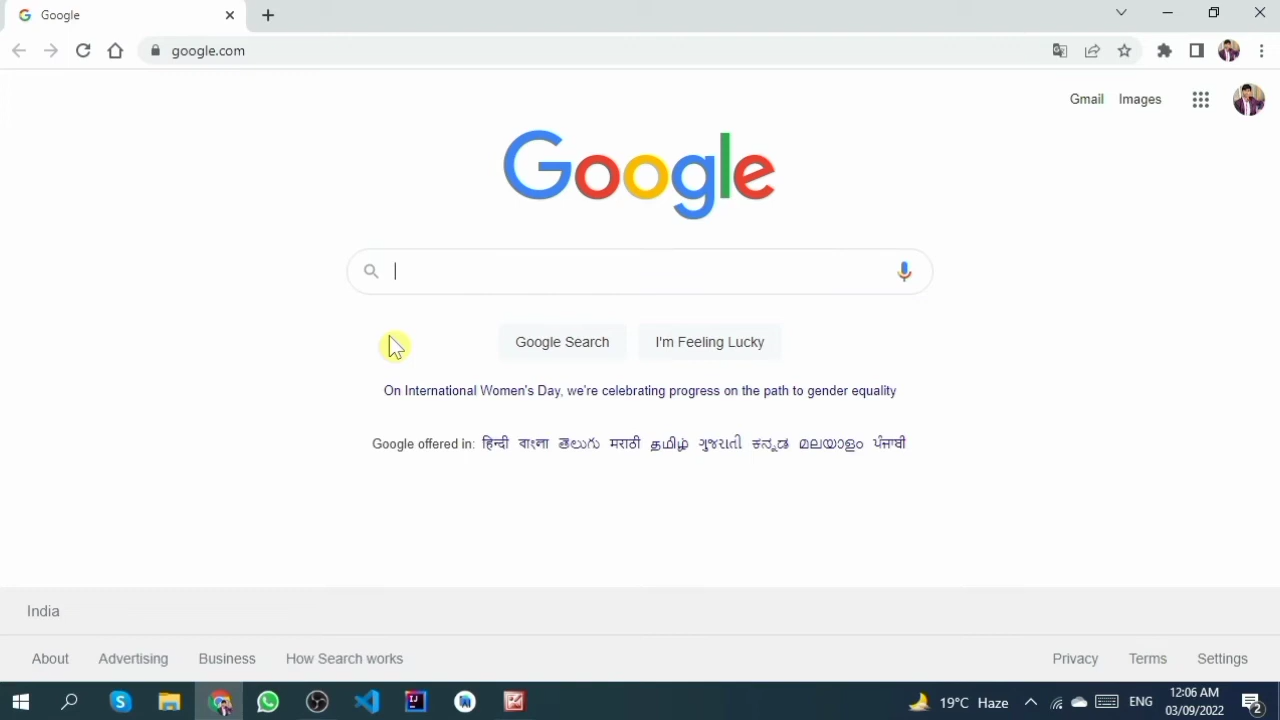 Google
google.com
Gmail Images
Google
Google Search I'm Feeling Lucky
On International Women's Day, we're celebrating progress on the path to gender equality
Google offered in: हिन्दी বাংলা తెలుగు मराठी தமிழ் ગુજરાતી ಕನ್ನಡ മലയാളം ਪੰਜਾਬੀ
India
About Advertising Business How Search works Privacy Terms Settings
19°C Haze ENG 12:06 AM
03/09/2022 2